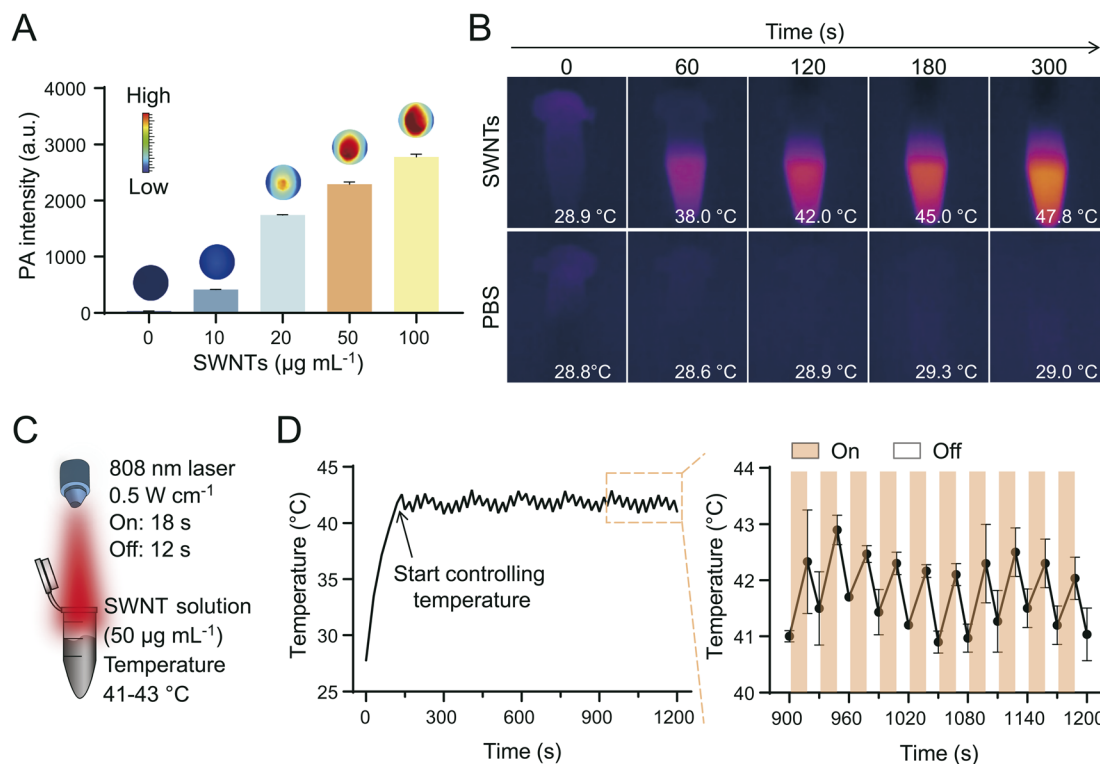 A
High
Low
PA intensity (a.u.)
4000
3000
2000
1000
0
0 10 20 50 100
SWNTs (µg mL⁻¹)
B
Time (s)
0 60 120 180 300
SWNTs
28.9 °C 38.0 °C 42.0 °C 45.0 °C 47.8 °C
PBS
28.8°C 28.6 °C 28.9 °C 29.3 °C 29.0 °C
C
808 nm laser
0.5 W cm⁻¹
On: 18 s
Off: 12 s
SWNT solution
(50 µg mL⁻¹)
Temperature
41-43 °C
D
Temperature (°C)
45
40
35
30
25
Start controlling
temperature
0 300 600 900 1200
Time (s)
On Off
Temperature (°C)
44
43
42
41
40
900 960 1020 1080 1140 1200
Time (s)